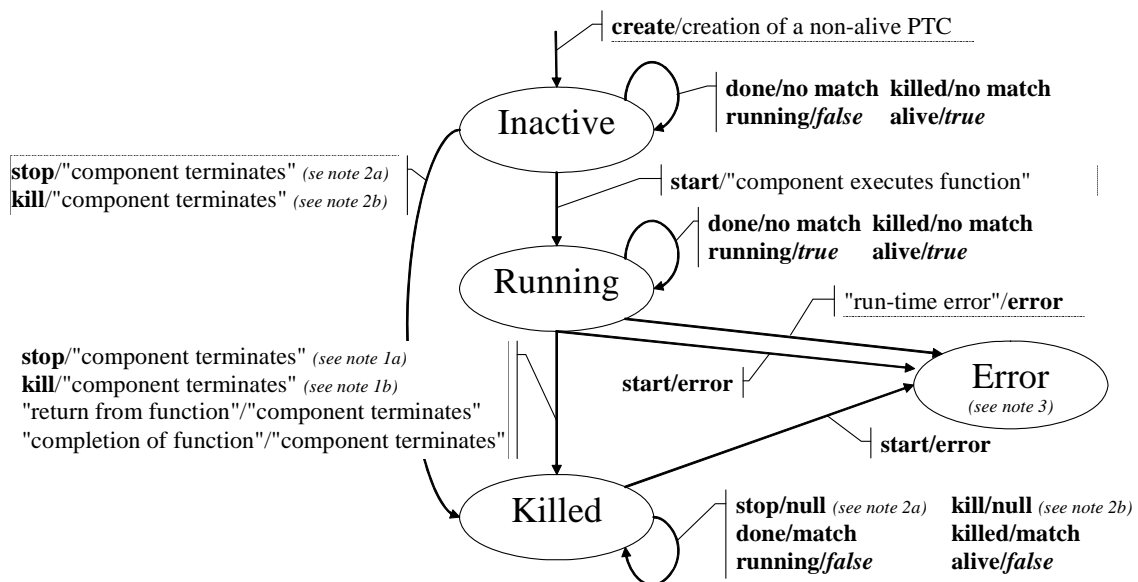 create/creation of a non-alive PTC
Inactive
done/no match killed/no match
running/false alive/true
stop/"component terminates" (se note 2a)
kill/"component terminates" (see note 2b)
start/"component executes function"
Running
done/no match killed/no match
running/true alive/true
"run-time error"/error
stop/"component terminates" (see note 1a)
kill/"component terminates" (see note 1b)
"return from function"/"component terminates"
"completion of function"/"component terminates"
start/error
Error
(see note 3)
start/error
Killed
stop/null (see note 2a) kill/null (see note 2b)
done/match killed/match
running/false alive/false